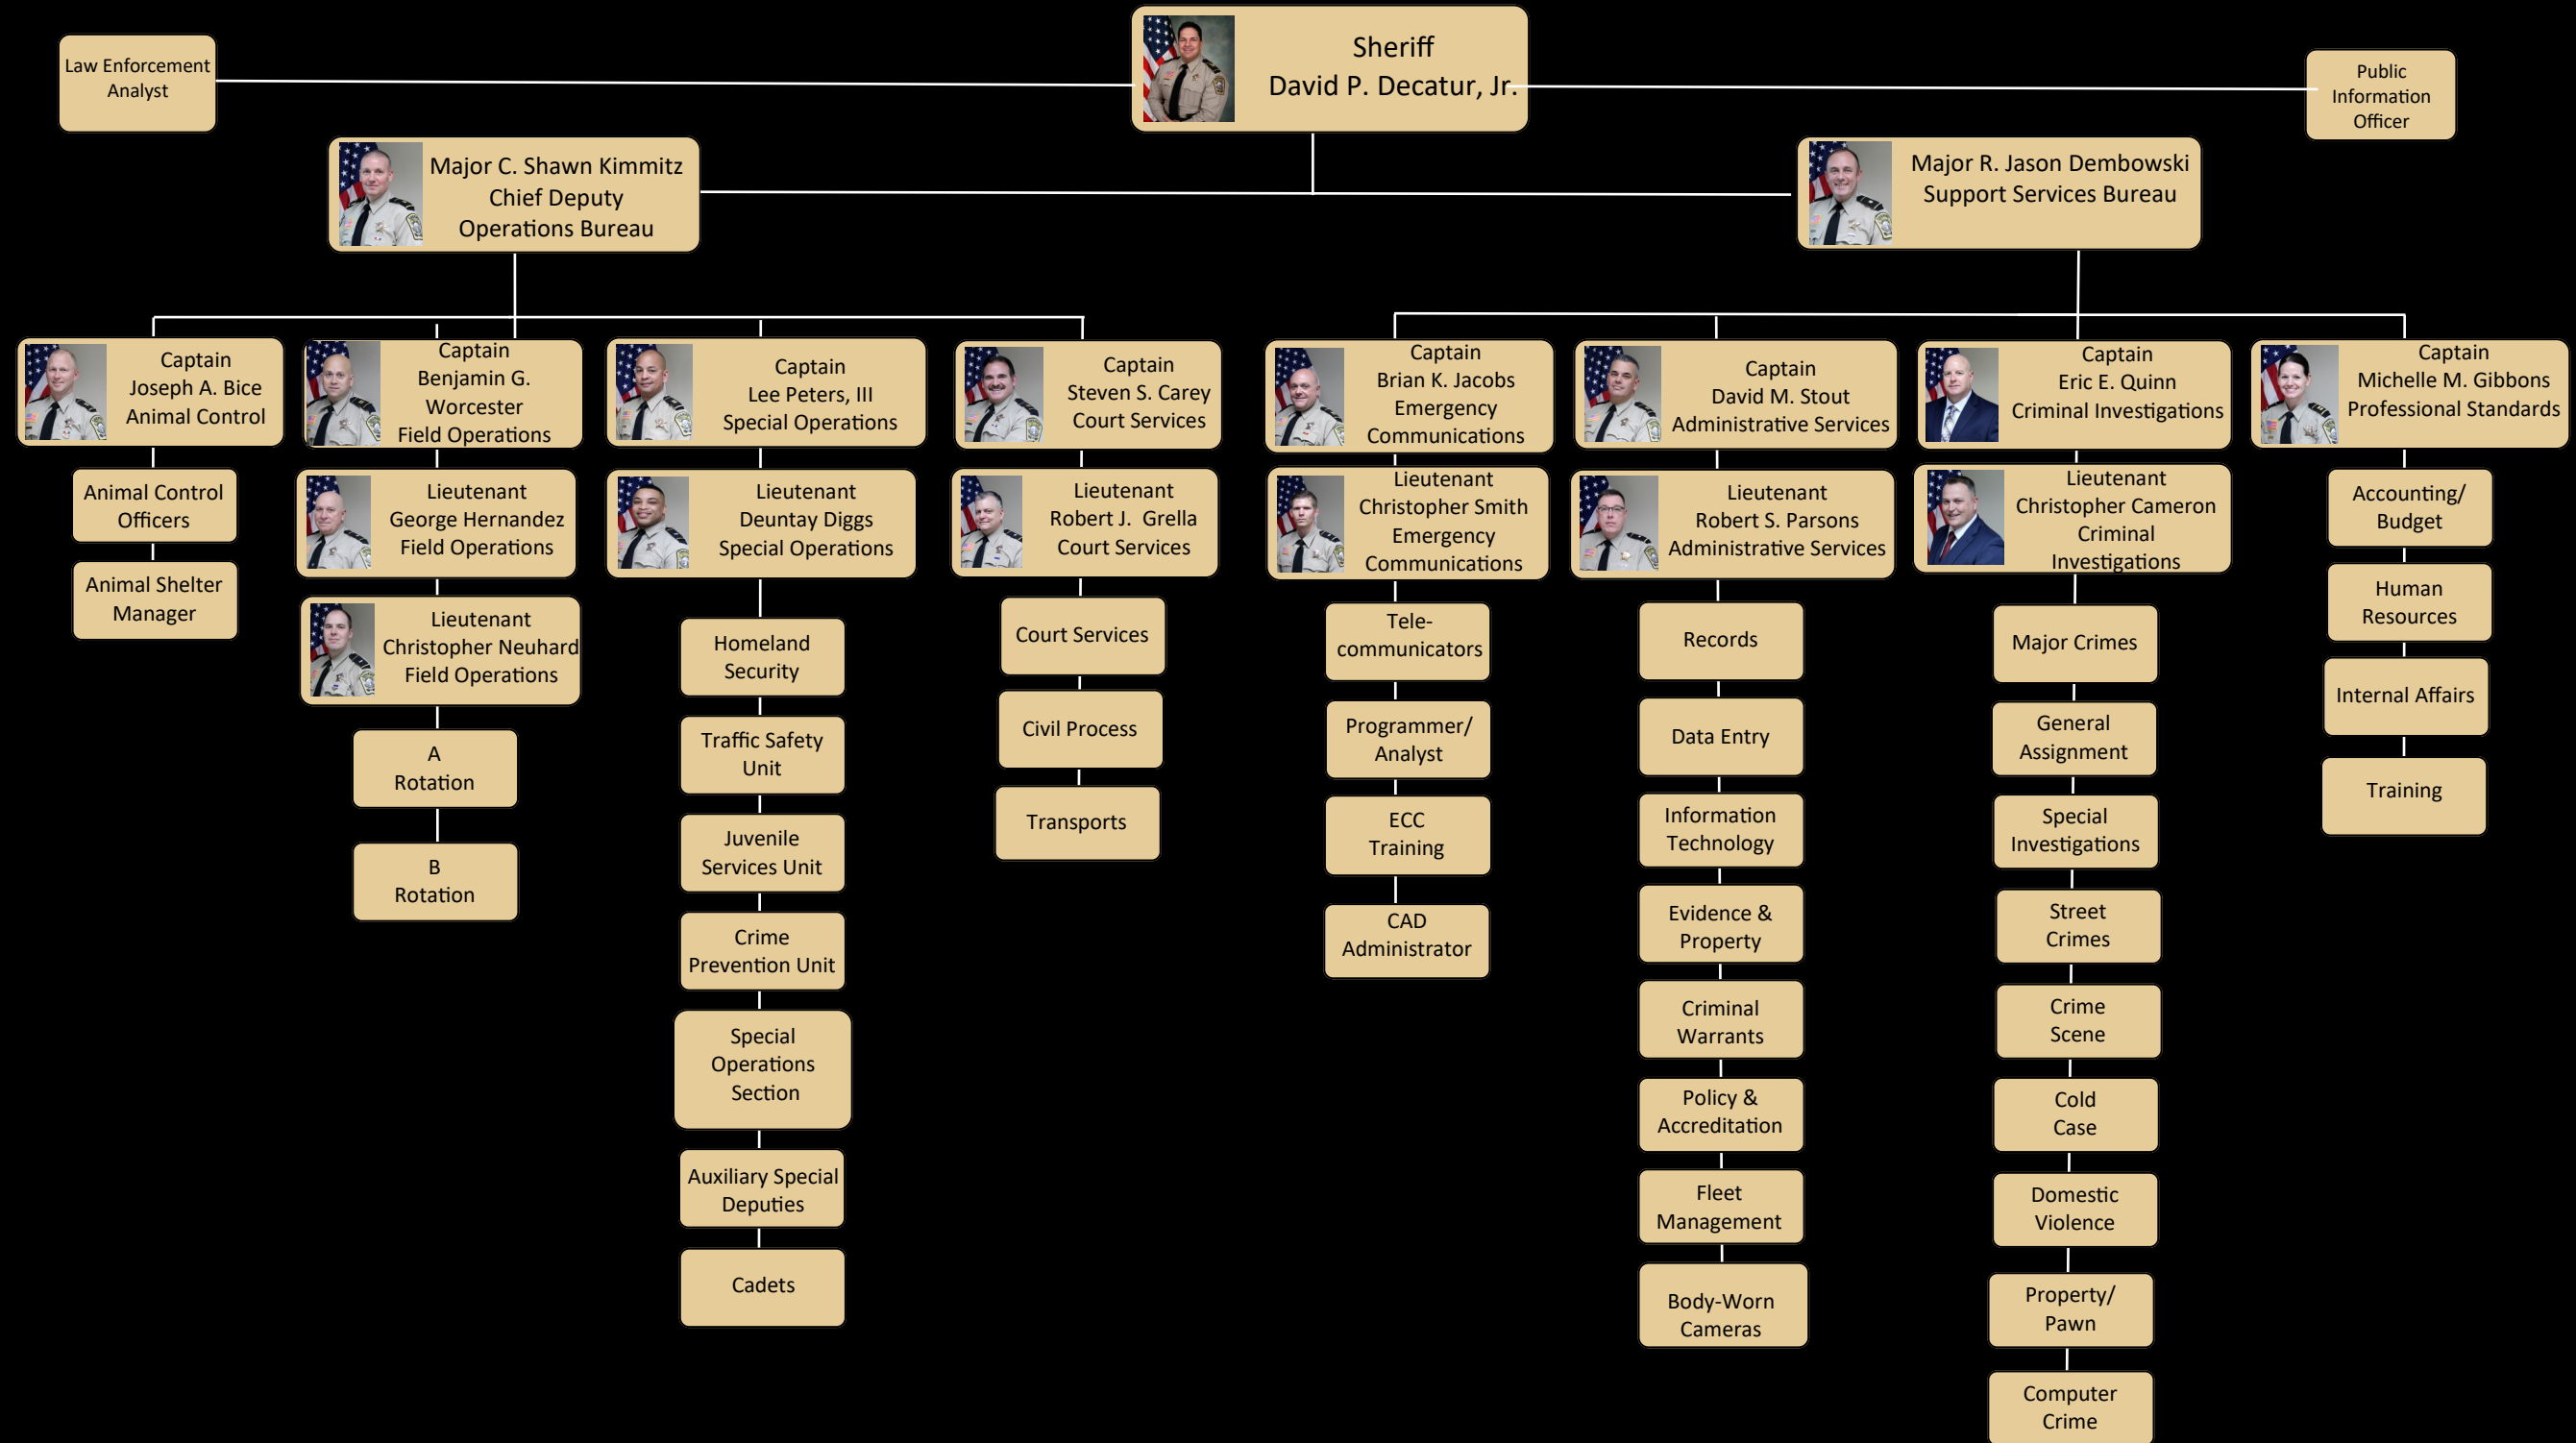 Sheriff
David P. Decatur, Jr.
Law Enforcement
Analyst
Public
Information
Officer
Major C. Shawn Kimmitz
Chief Deputy
Operations Bureau
Major R. Jason Dembowski
Support Services Bureau
Captain
Joseph A. Bice
Animal Control
Animal Control
Officers
Animal Shelter
Manager
Captain
Benjamin G.
Worcester
Field Operations
Lieutenant
George Hernandez
Field Operations
Lieutenant
Christopher Neuhard
Field Operations
A
Rotation
B
Rotation
Captain
Lee Peters, III
Special Operations
Lieutenant
Deuntay Diggs
Special Operations
Homeland
Security
Traffic Safety
Unit
Juvenile
Services Unit
Crime
Prevention Unit
Special
Operations
Section
Auxiliary Special
Deputies
Cadets
Captain
Steven S. Carey
Court Services
Lieutenant
Robert J. Grella
Court Services
Court Services
Civil Process
Transports
Captain
Brian K. Jacobs
Emergency
Communications
Lieutenant
Christopher Smith
Emergency
Communications
Tele-
communicators
Programmer/
Analyst
ECC
Training
CAD
Administrator
Captain
David M. Stout
Administrative Services
Lieutenant
Robert S. Parsons
Administrative Services
Records
Data Entry
Information
Technology
Evidence &
Property
Criminal
Warrants
Policy &
Accreditation
Fleet
Management
Body-Worn
Cameras
Captain
Eric E. Quinn
Criminal Investigations
Lieutenant
Christopher Cameron
Criminal
Investigations
Major Crimes
General
Assignment
Special
Investigations
Street
Crimes
Crime
Scene
Cold
Case
Domestic
Violence
Property/
Pawn
Computer
Crime
Captain
Michelle M. Gibbons
Professional Standards
Accounting/
Budget
Human
Resources
Internal Affairs
Training